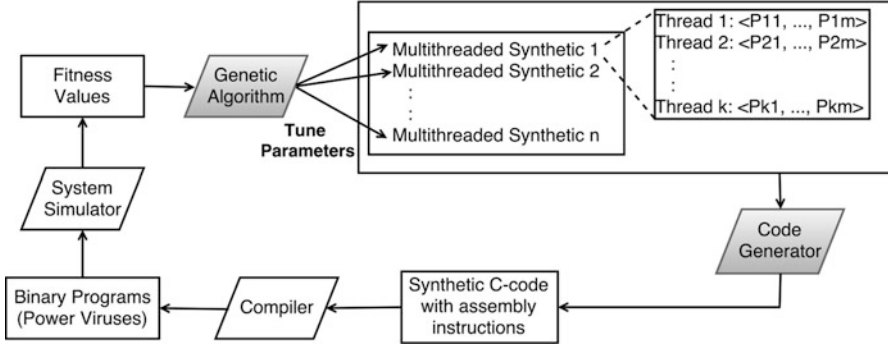 Fitness
Values
Genetic
Algorithm
Tune
Parameters
Multithreaded Synthetic 1
Multithreaded Synthetic 2
:
:
Multithreaded Synthetic n
Thread 1: <P11, ..., P1m>
Thread 2: <P21, ..., P2m>
:
:
Thread k: <Pk1, ..., Pkm>
System
Simulator
Code
Generator
Binary Programs
(Power Viruses)
Compiler
Synthetic C-code
with assembly
instructions